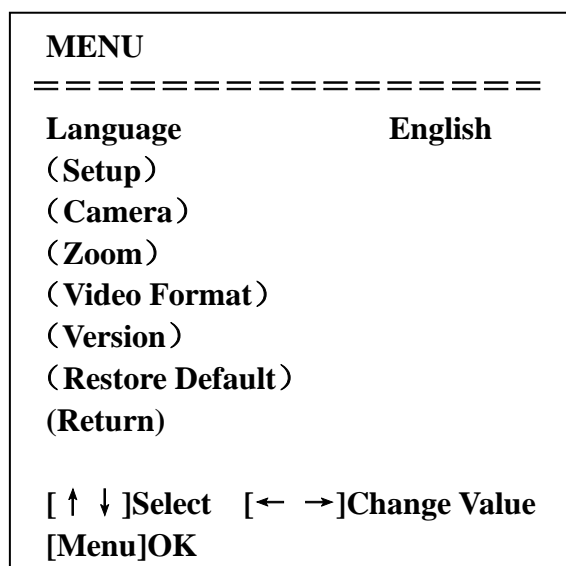 MENU
================
Language English
（Setup）
（Camera）
（Zoom）
（Video Format）
（Version）
（Restore Default）
(Return)
[↑ ↓]Select [← →]Change Value
[Menu]OK